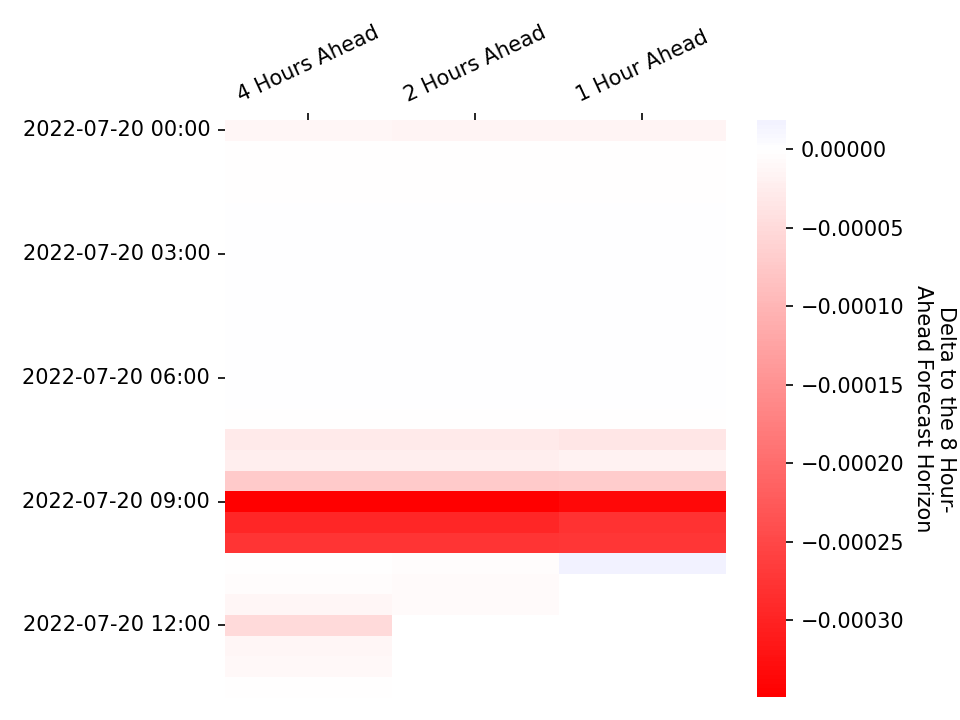 4 Hours Ahead
2 Hours Ahead
1 Hour Ahead
2022-07-20 00:00
2022-07-20 03:00
2022-07-20 06:00
2022-07-20 09:00
2022-07-20 12:00
0.00000
−0.00005
−0.00010
−0.00015
−0.00020
−0.00025
−0.00030
Delta to the 8 Hour-
Ahead Forecast Horizon